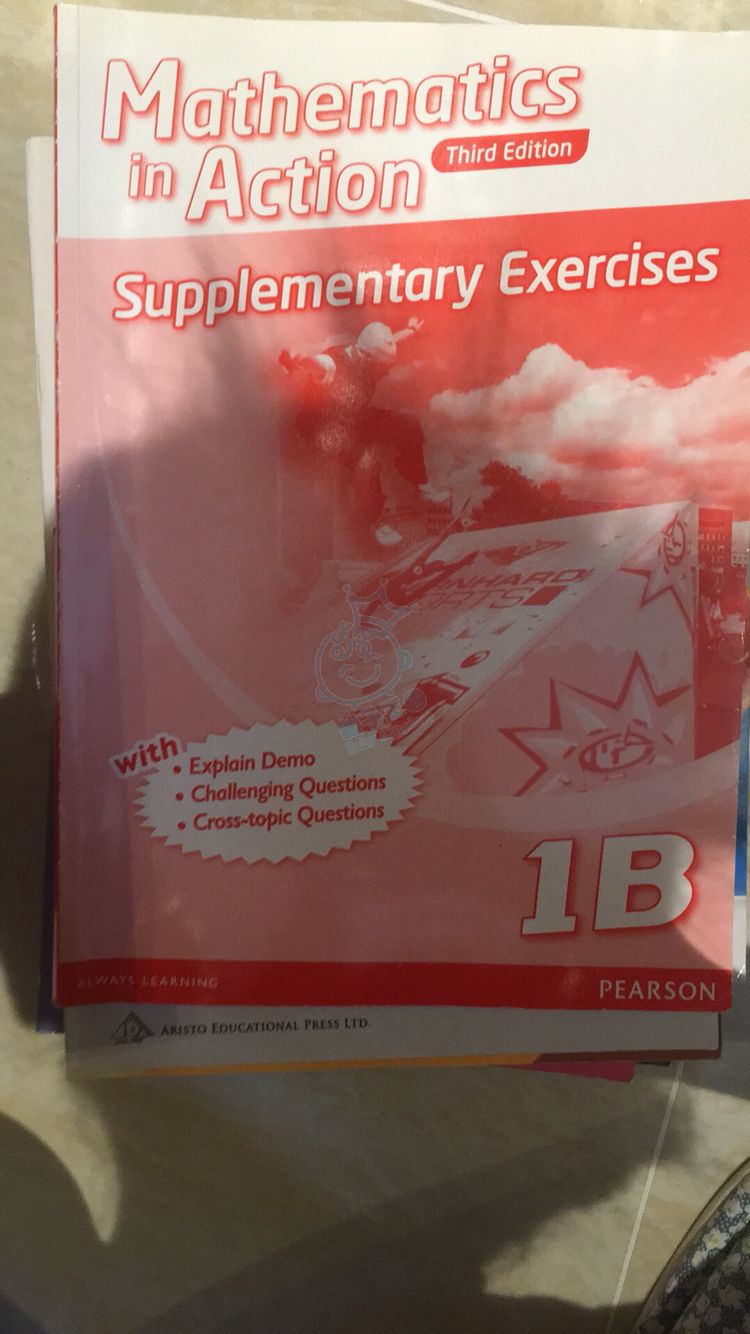 Mathematics
in Action
Third Edition
Supplementary Exercises
with
• Explain Demo
• Challenging Questions
• Cross-topic Questions
1B
ALWAYS LEARNING
PEARSON
ARISTO EDUCATIONAL PRESS LTD.